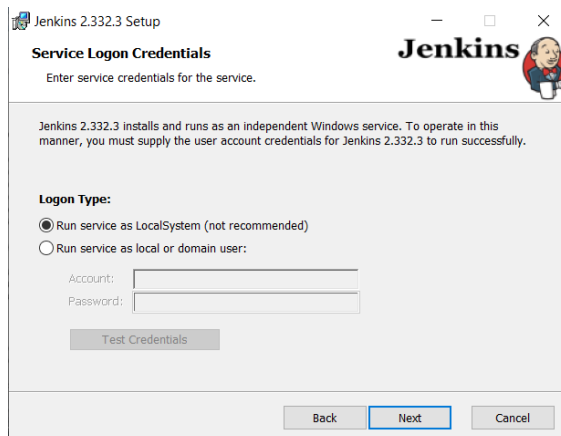 Jenkins 2.332.3 Setup
Service Logon Credentials
Jenkins
Enter service credentials for the service.
Jenkins 2.332.3 installs and runs as an independent Windows service. To operate in this
manner, you must supply the user account credentials for Jenkins 2.332.3 to run successfully.
Logon Type:
Run service as LocalSystem (not recommended)
Run service as local or domain user:
Account:
Password:
Test Credentials
Back Next Cancel